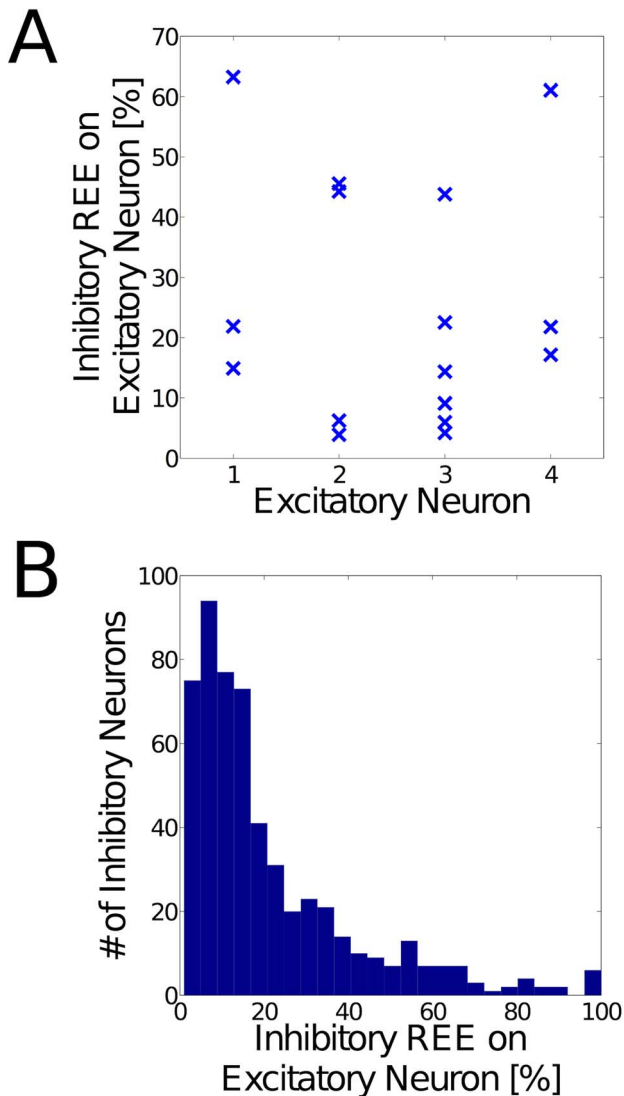 A
70
60
50
40
30
20
10
0
Inhibitory REE on
Excitatory Neuron [%]
1 2 3 4
Excitatory Neuron
B
100
80
60
40
20
0
# of Inhibitory Neurons
0 20 40 60 80 100
Inhibitory REE on
Excitatory Neuron [%]